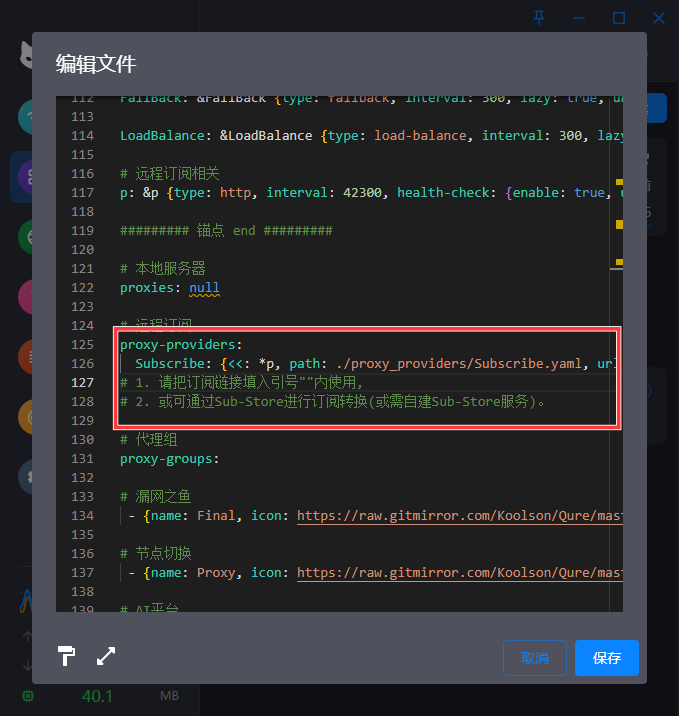 编辑文件
112 FallBack: &FallBack {type: fallback, interval: 300, lazy: true, u
113
114 LoadBalance: &LoadBalance {type: load-balance, interval: 300, lazy
115
116 # 远程订阅相关
117 p: &p {type: http, interval: 42300, health-check: {enable: true, u
118
119 ######### 锚点 end #########
120
121 # 本地服务器
122 proxies: null
123
124 # 远程订阅
125 proxy-providers:
126 Subscribe: {<<: *p, path: ./proxy_providers/Subscribe.yaml, url
127 # 1. 请把订阅链接填入引号""内使用,
128 # 2. 或可通过Sub-Store进行订阅转换(或需自建Sub-Store服务)。
129
130 # 代理组
131 proxy-groups:
132
133 # 漏网之鱼
134 - {name: Final, icon: https://raw.gitmirror.com/Koolson/Qure/mast
135
136 # 节点切换
137 - {name: Proxy, icon: https://raw.gitmirror.com/Koolson/Qure/mast
138
139 # AI平台
取消
保存
40.1 MB